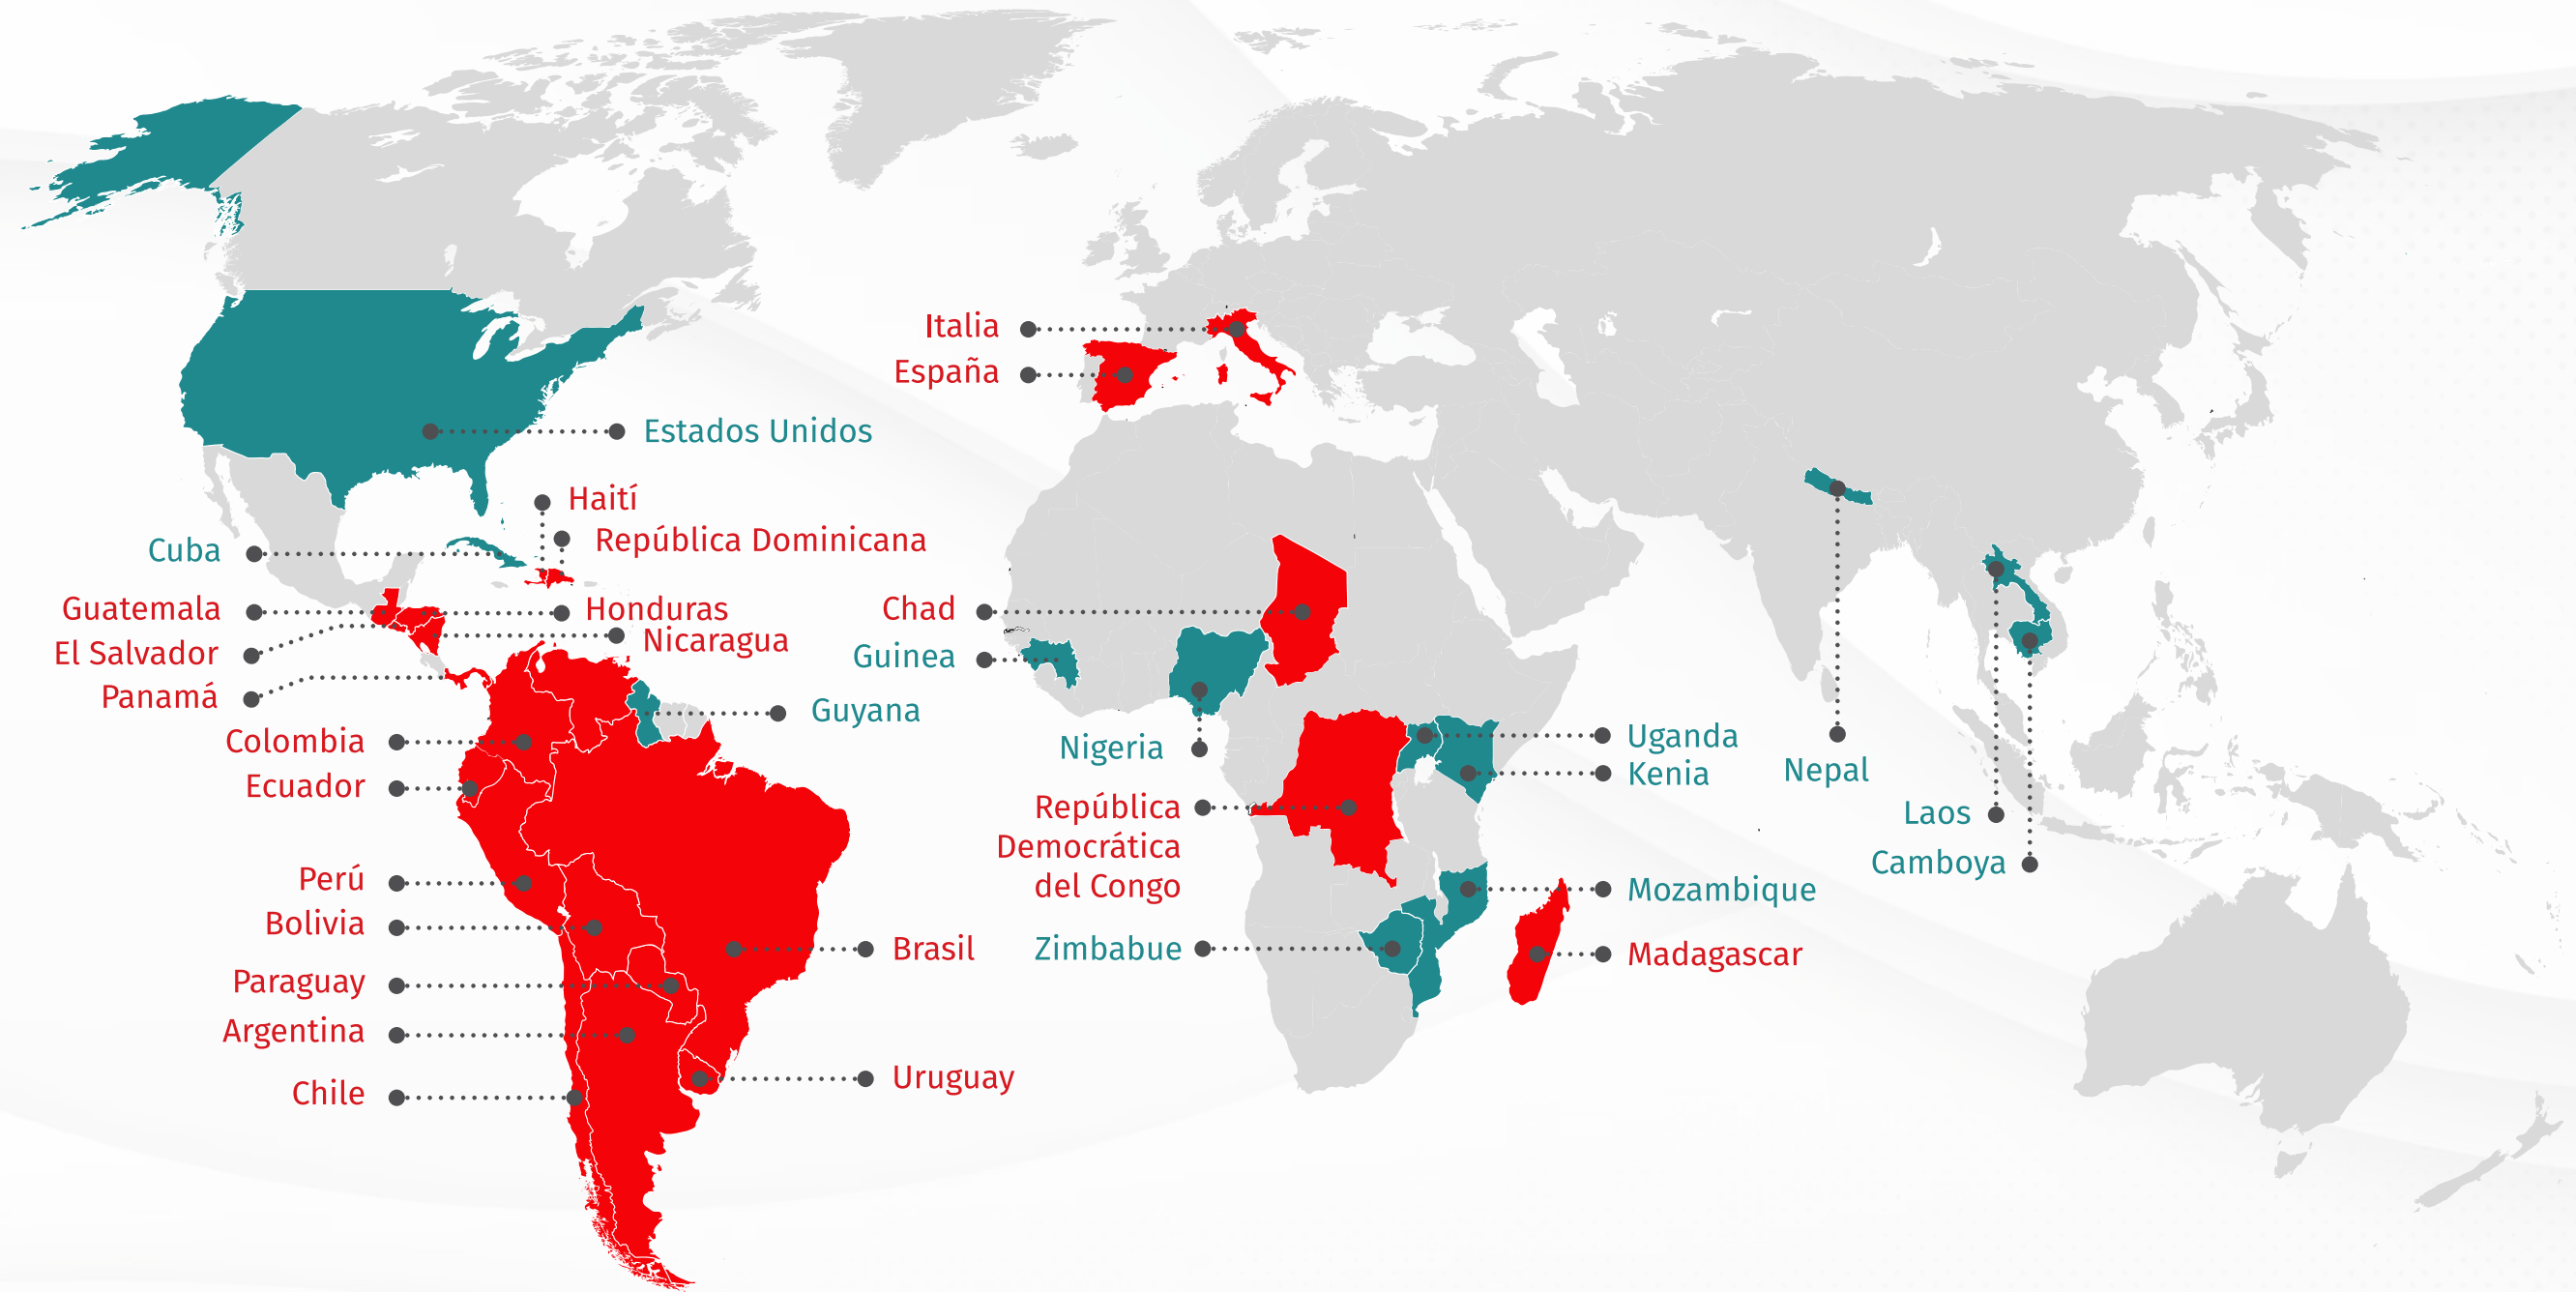 Italia
España
Estados Unidos
Haití
República Dominicana
Cuba
Guatemala
Honduras
El Salvador
Nicaragua
Panamá
Chad
Guinea
Guyana
Colombia
Ecuador
Nigeria
Uganda
Kenia
Nepal
República
Democrática
del Congo
Laos
Camboya
Perú
Bolivia
Brasil
Zimbabue
Mozambique
Madagascar
Paraguay
Argentina
Uruguay
Chile